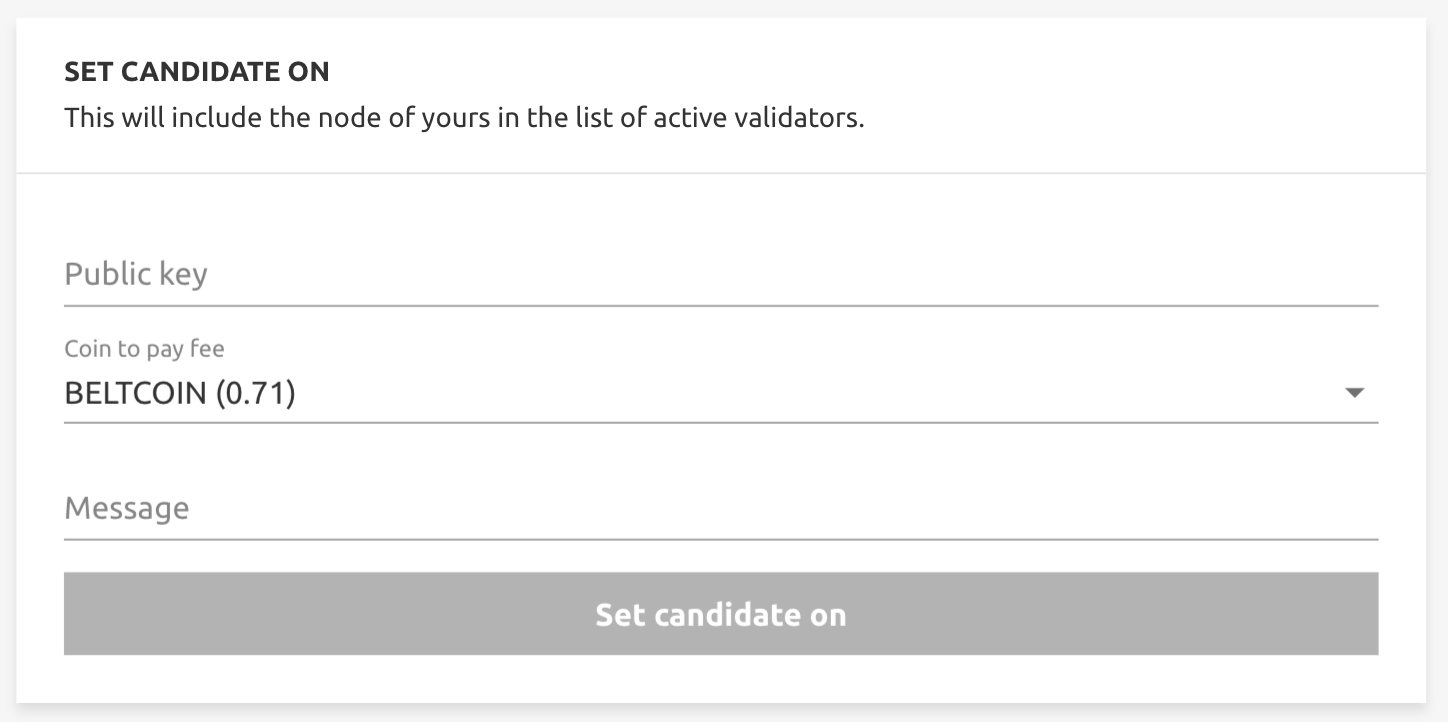 SET CANDIDATE ON
This will include the node of yours in the list of active validators.
Public key
Coin to pay fee
BELTCOIN (0.71)
Message
Set candidate on